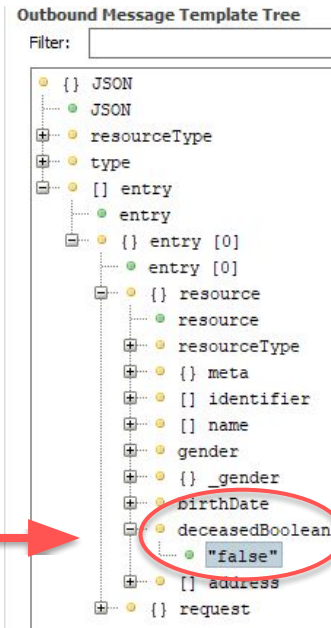 Outbound Message Template Tree
Filter:
{} JSON
JSON
resourceType
type
[] entry
entry
{} entry [0]
entry [0]
{} resource
resource
resourceType
{} meta
[] identifier
[] name
gender
{} _gender
birthDate
deceasedBoolean
"false"
[] address
{} request